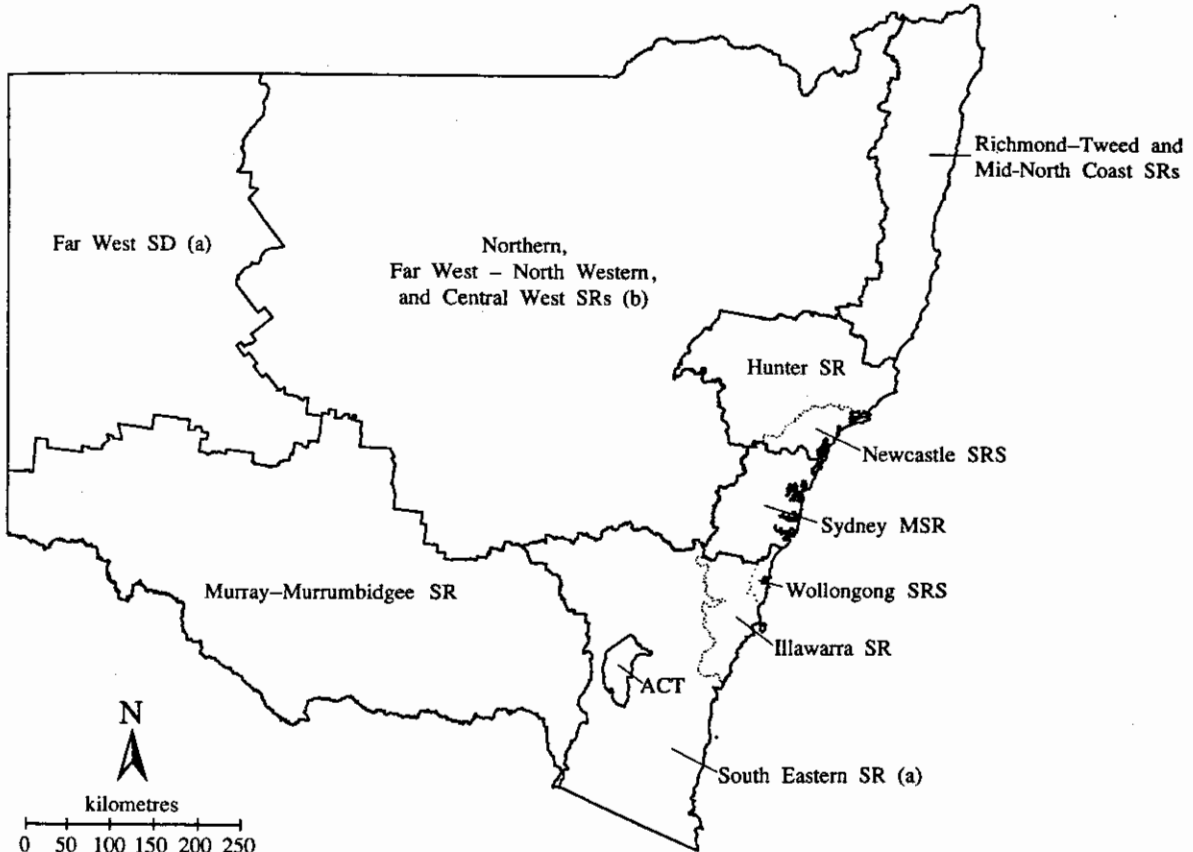 Richmond–Tweed and
Mid-North Coast SRs
Far West SD (a)
Northern,
Far West – North Western,
and Central West SRs (b)
Hunter SR
Newcastle SRS
Sydney MSR
Wollongong SRS
Murray–Murrumbidgee SR
Illawarra SR
ACT
N
South Eastern SR (a)
kilometres
0 50 100 150 200 250